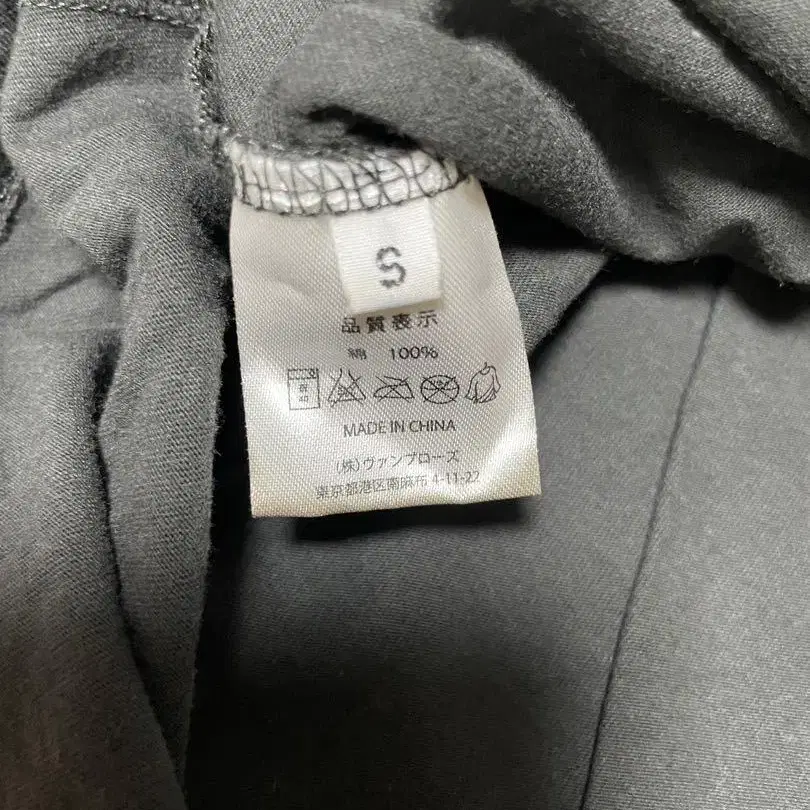 S
品質表示
綿 100%
MADE IN CHINA
(株)ヴァンブローズ
東京都港区南麻布 4-11-22